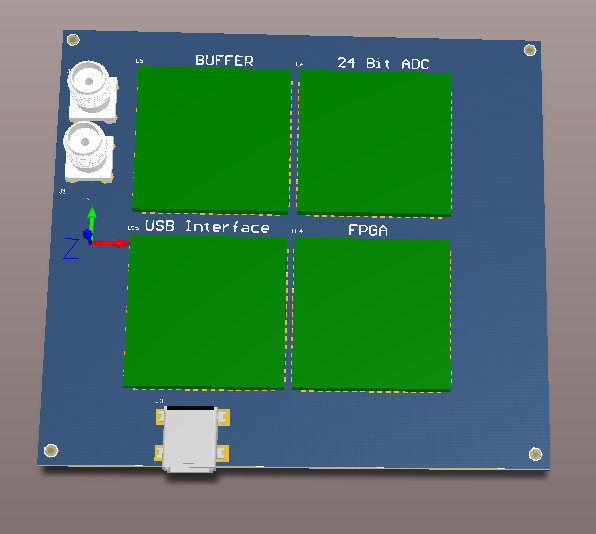 BUFFER
24 Bit ADC
USB Interface
FPGA
Z